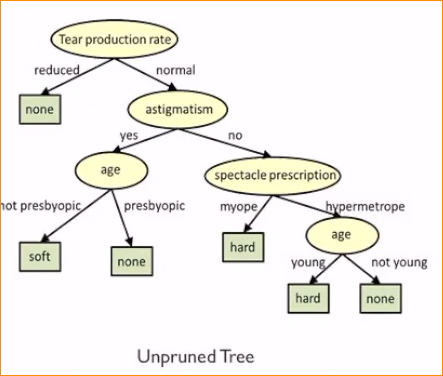 Tear production rate
reduced
normal
none
astigmatism
yes
no
age
spectacle prescription
not presbyopic
presbyopic
myope
hypermetrope
soft
none
hard
age
young
not young
hard
none
Unpruned Tree